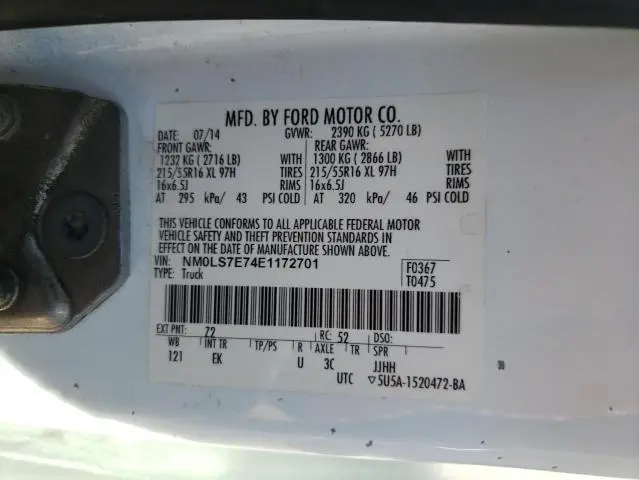 MFD. BY FORD MOTOR CO.
DATE: 07/14 GVWR: 2390 KG ( 5270 LB)
FRONT GAWR: REAR GAWR:
1232 KG ( 2716 LB) WITH 1300 KG ( 2866 LB) WITH
215/55R16 XL 97H TIRES 215/55R16 XL 97H TIRES
16x6.5J RIMS 16x6.5J RIMS
AT 295 kPa/ 43 PSI COLD AT 320 kPa/ 46 PSI COLD
THIS VEHICLE CONFORMS TO ALL APPLICABLE FEDERAL MOTOR
VEHICLE SAFETY AND THEFT PREVENTION STANDARDS IN
EFFECT ON THE DATE OF MANUFACTURE SHOWN ABOVE.
VIN: NM0LS7E74E1172701 F0367
TYPE: Truck T0475
EXT PNT: Z2 RC: 52 DSO:
WB INT TR TP/PS R AXLE TR SPR
121 EK U 3C JJHH
UTC ▽5U5A-1520472-BA